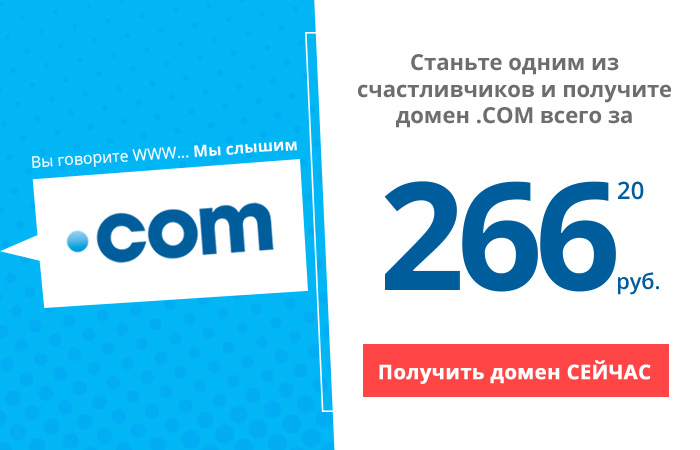 Вы говорите WWW... Мы слышим
.com
Станьте одним из
счастливчиков и получите
домен .COM всего за
266 20
руб.
Получить домен СЕЙЧАС